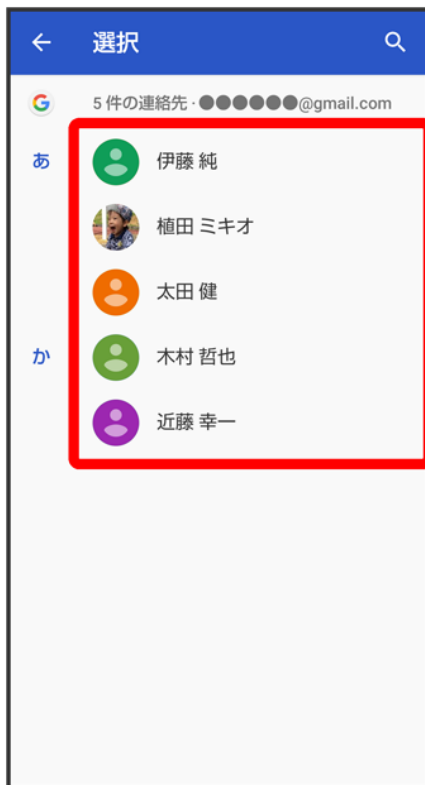 選択
5 件の連絡先 · ●●●●●●@gmail.com
あ
伊藤 純
植田 ミキオ
太田 健
か
木村 哲也
近藤 幸一